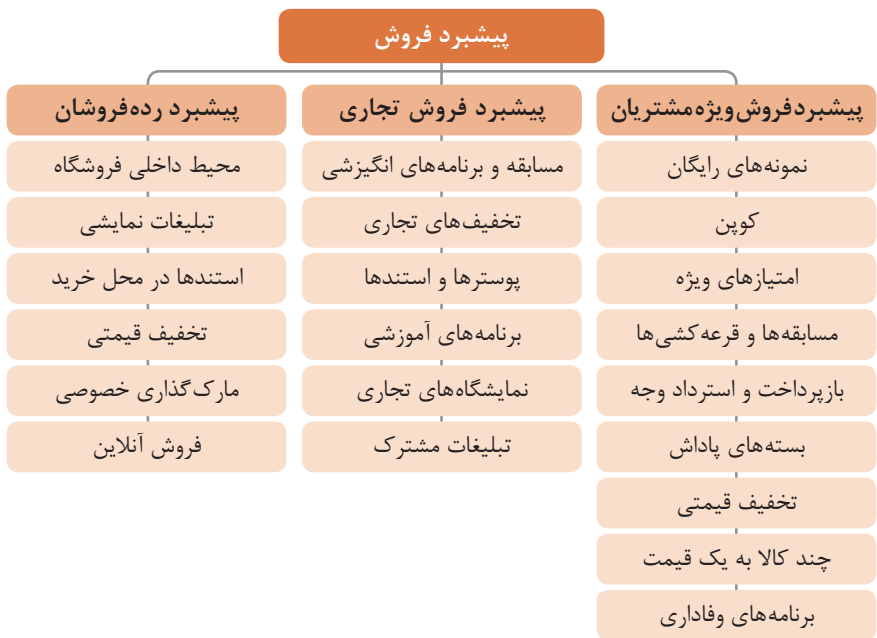 پیشبرد فروش
پیشبردفروش‌ویژه‌مشتریان
نمونه‌های رایگان
کوپن
امتیازهای ویژه
مسابقه‌ها و قرعه‌کشی‌ها
بازپرداخت و استرداد وجه
بسته‌های پاداش
تخفیف قیمتی
چند کالا به یک قیمت
برنامه‌های وفاداری
پیشبرد فروش تجاری
مسابقه و برنامه‌های انگیزشی
تخفیف‌های تجاری
پوسترها و استندها
برنامه‌های آموزشی
نمایشگاه‌های تجاری
تبلیغات مشترک
پیشبرد رده‌فروشان
محیط داخلی فروشگاه
تبلیغات نمایشی
استندها در محل خرید
تخفیف قیمتی
مارک‌گذاری خصوصی
فروش آنلاین